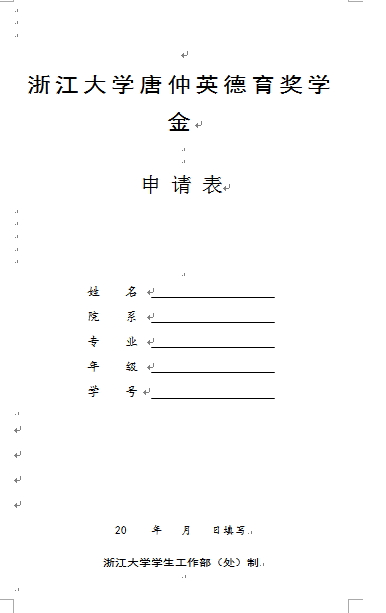 浙江大学唐仲英德育奖学
金
申 请 表
姓 名
院 系
专 业
年 级
学 号
20 年 月 日填写
浙江大学学生工作部（处）制